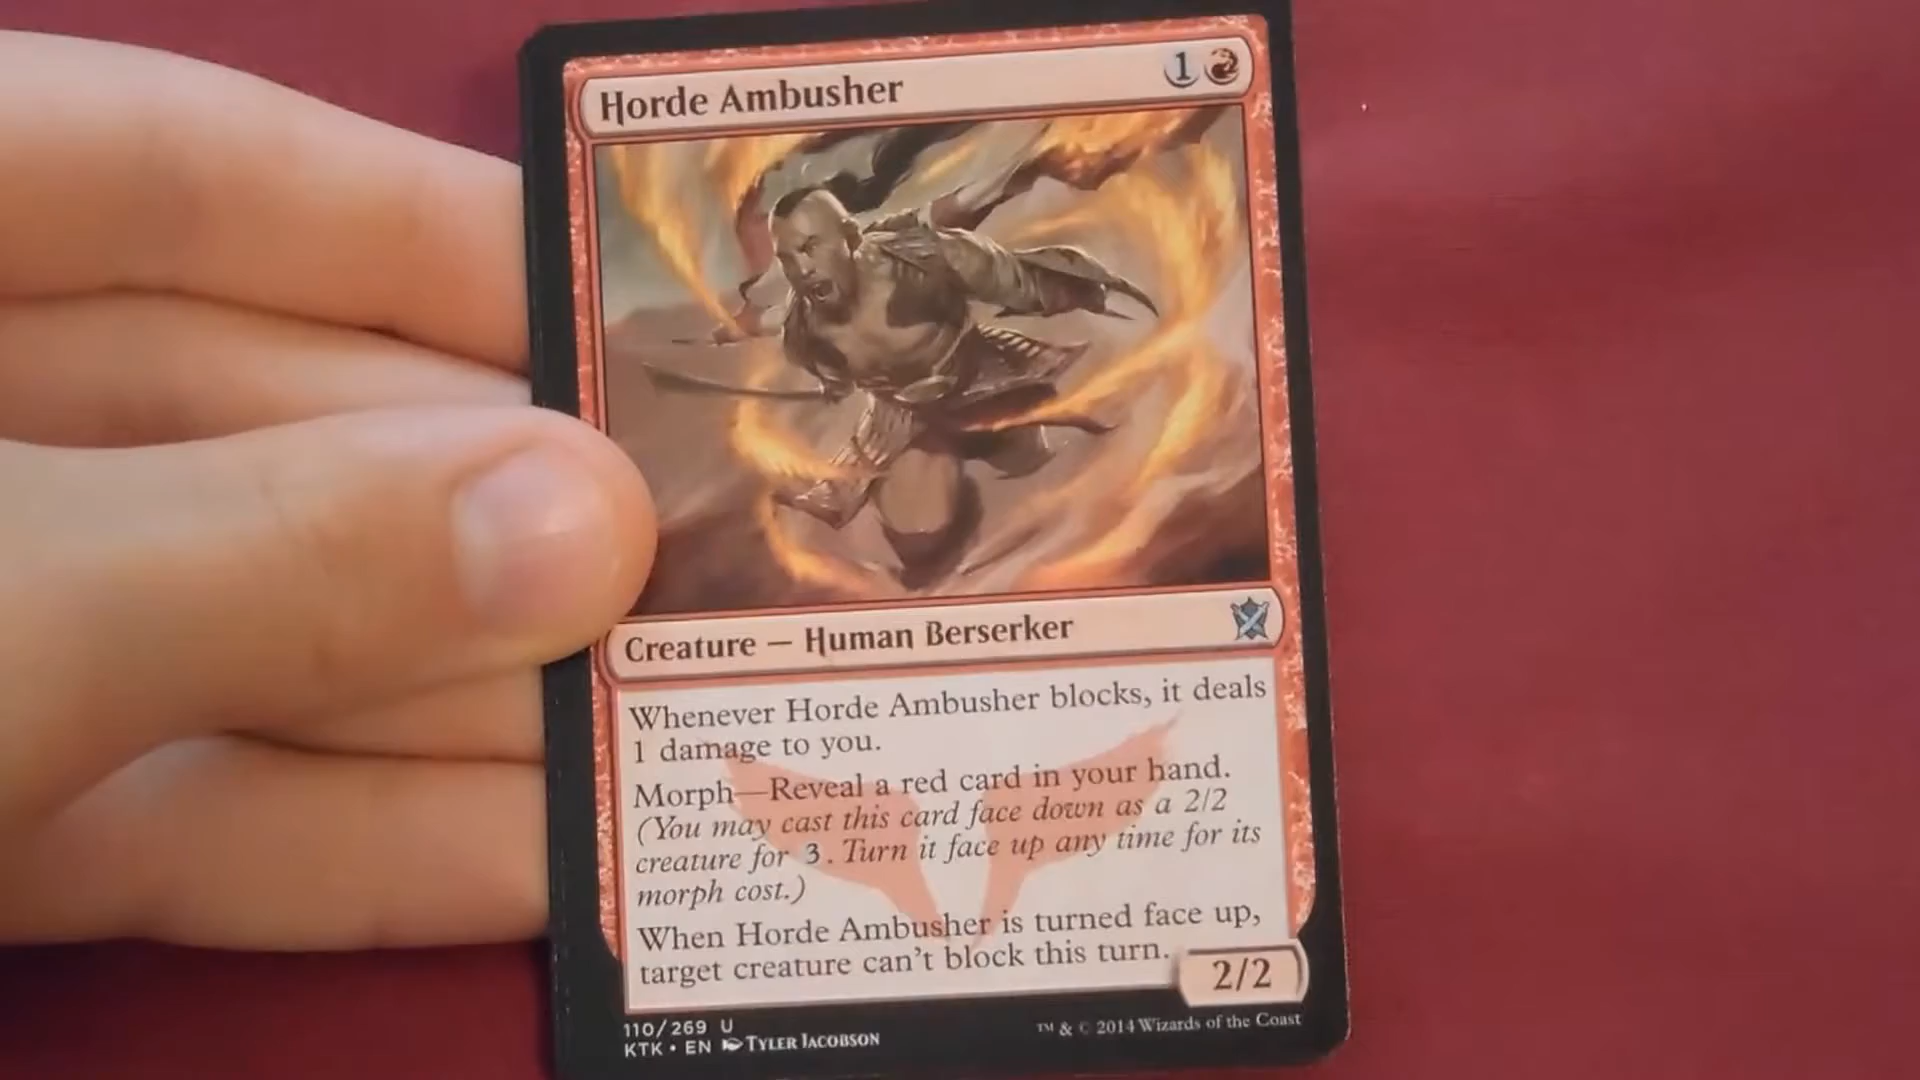 Horde Ambusher 1
Creature — Human Berserker
Whenever Horde Ambusher blocks, it deals
1 damage to you.
Morph—Reveal a red card in your hand.
(You may cast this card face down as a 2/2
creature for 3. Turn it face up any time for its
morph cost.)
When Horde Ambusher is turned face up,
target creature can't block this turn.
2/2
110/269 U
KTK • EN TYLER JACOBSON
™ & © 2014 Wizards of the Coast